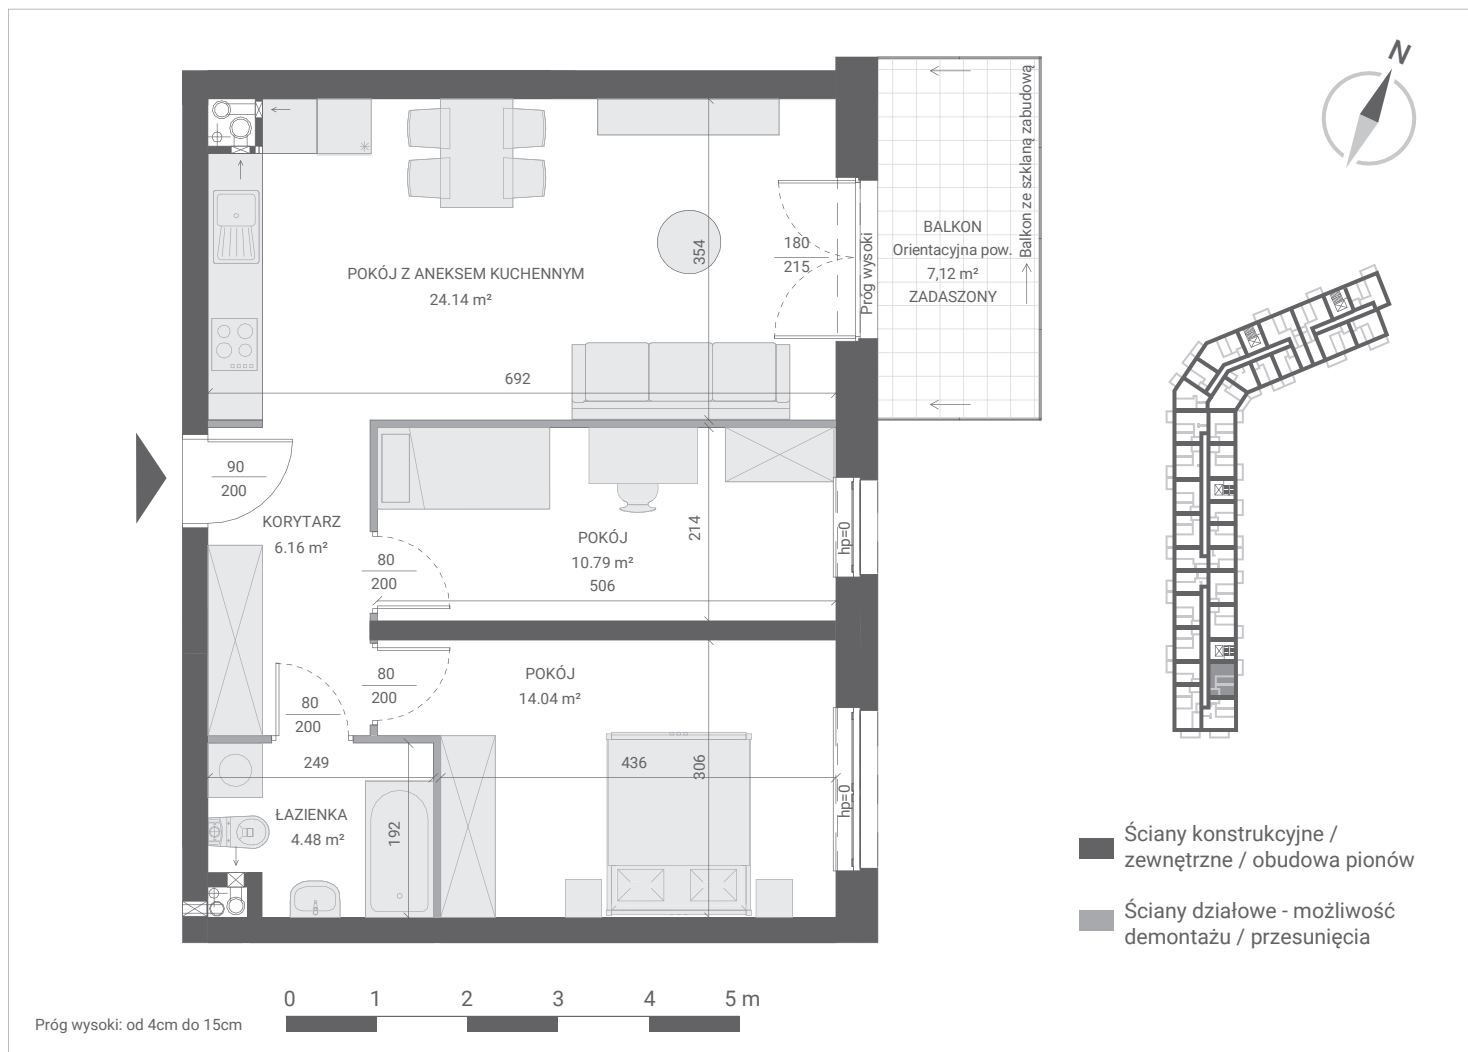 N
Balkon ze szklaną zabudową
BALKON
Orientacyjna pow.
7,12 m²
ZADASZONY
354
180
215
Próg wysoki
POKÓJ Z ANEKSEM KUCHENNYM
24.14 m²
692
90
200
KORYTARZ
6.16 m²
214
POKÓJ
10.79 m²
506
hp=0
80
200
80
200
POKÓJ
14.04 m²
80
200
249
436
306
hp=0
ŁAZIENKA
4.48 m²
192
Ściany konstrukcyjne /
zewnętrzne / obudowa pionów
Ściany działowe - możliwość
demontażu / przesunięcia
0 1 2 3 4 5 m
Próg wysoki: od 4cm do 15cm